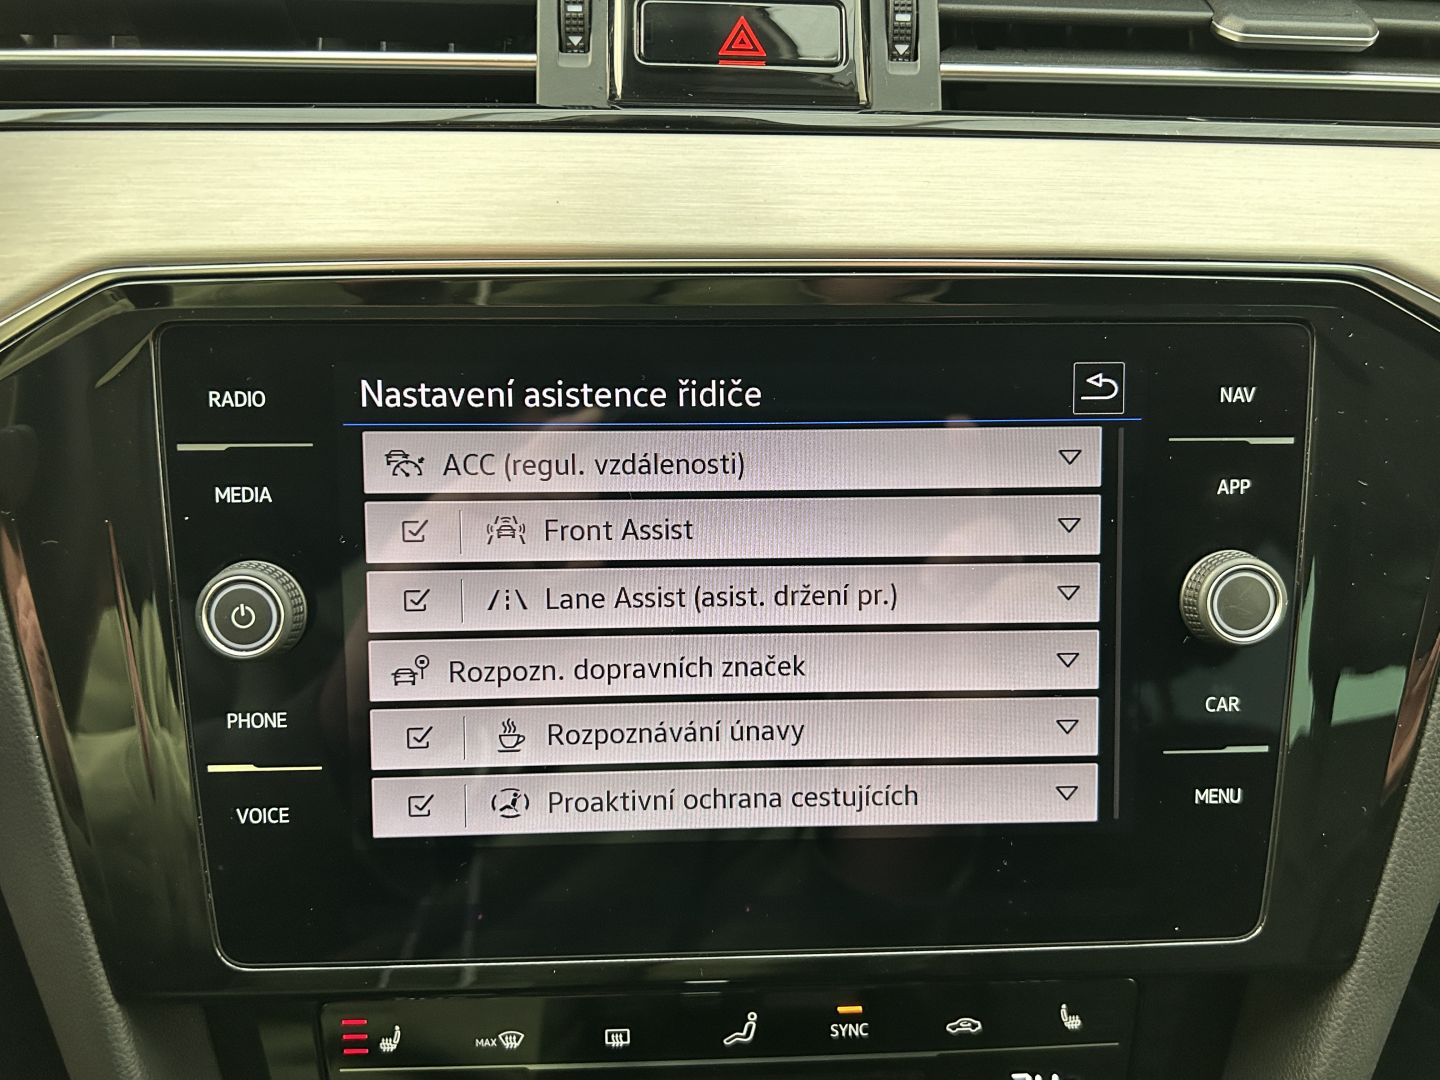 Nastavení asistence řidiče
RADIO
MEDIA
PHONE
VOICE
ACC (regul. vzdálenosti)
Front Assist
Lane Assist (asist. držení pr.)
Rozpozn. dopravních značek
Rozpoznávání únavy
Proaktivní ochrana cestujících
NAV
APP
CAR
MENU
MAX
SYNC